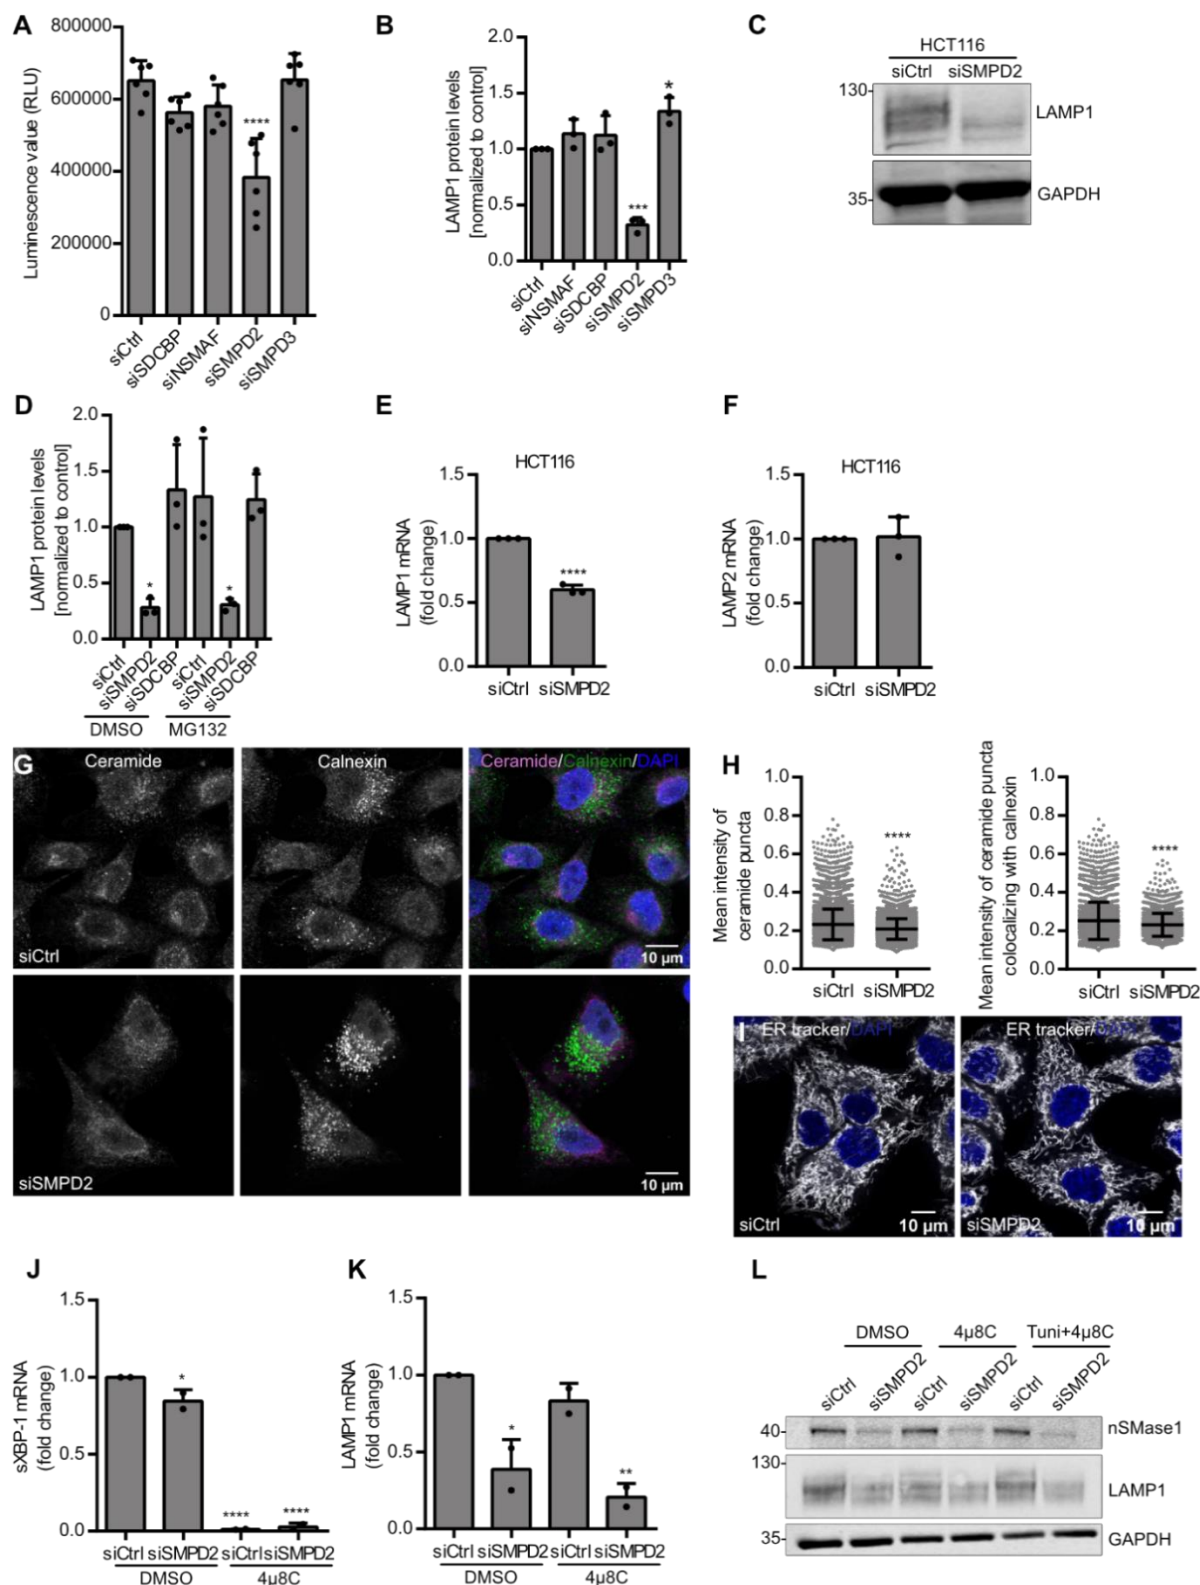 A
Luminescence value (RLU)
800000
600000
400000
200000
0
****
siCtrl
siSDCBP
siNSMAF
siSMPD2
siSMPD3
B
LAMP1 protein levels
[normalized to control]
2.0
1.5
1.0
0.5
0.0
***
*
siCtrl
siNSMAF
siSDCBP
siSMPD2
siSMPD3
C
HCT116
siCtrl siSMPD2
130-
LAMP1
35-
GAPDH
D
LAMP1 protein levels
[normalized to control]
2.0
1.5
1.0
0.5
0.0
*
*
siCtrl
siSMPD2
siSDCBP
siCtrl
siSMPD2
siSDCBP
DMSO
MG132
E
HCT116
LAMP1 mRNA
(fold change)
1.5
1.0
0.5
0.0
****
siCtrl siSMPD2
F
HCT116
LAMP2 mRNA
(fold change)
1.5
1.0
0.5
0.0
siCtrl siSMPD2
G
Ceramide
Calnexin
Ceramide/Calnexin/DAPI
siCtrl
10 µm
siSMPD2
10 µm
H
Mean intensity of
ceramide puncta
1.0
0.8
0.6
0.4
0.2
0.0
****
siCtrl siSMPD2
Mean intensity of ceramide puncta
colocalizing with calnexin
1.0
0.8
0.6
0.4
0.2
0.0
****
siCtrl siSMPD2
I
ER tracker/DAPI
siCtrl
10 µm
ER tracker/DAPI
siSMPD2
10 µm
J
sXBP-1 mRNA
(fold change)
1.5
1.0
0.5
0.0
*
****
****
siCtrl siSMPD2 siCtrl siSMPD2
DMSO
4µ8C
K
LAMP1 mRNA
(fold change)
1.5
1.0
0.5
0.0
*
**
siCtrl siSMPD2 siCtrl siSMPD2
DMSO
4µ8C
L
DMSO
4µ8C
Tuni+4µ8C
siCtrl
siSMPD2
siCtrl
siSMPD2
siCtrl
siSMPD2
40-
nSMase1
130-
LAMP1
35-
GAPDH